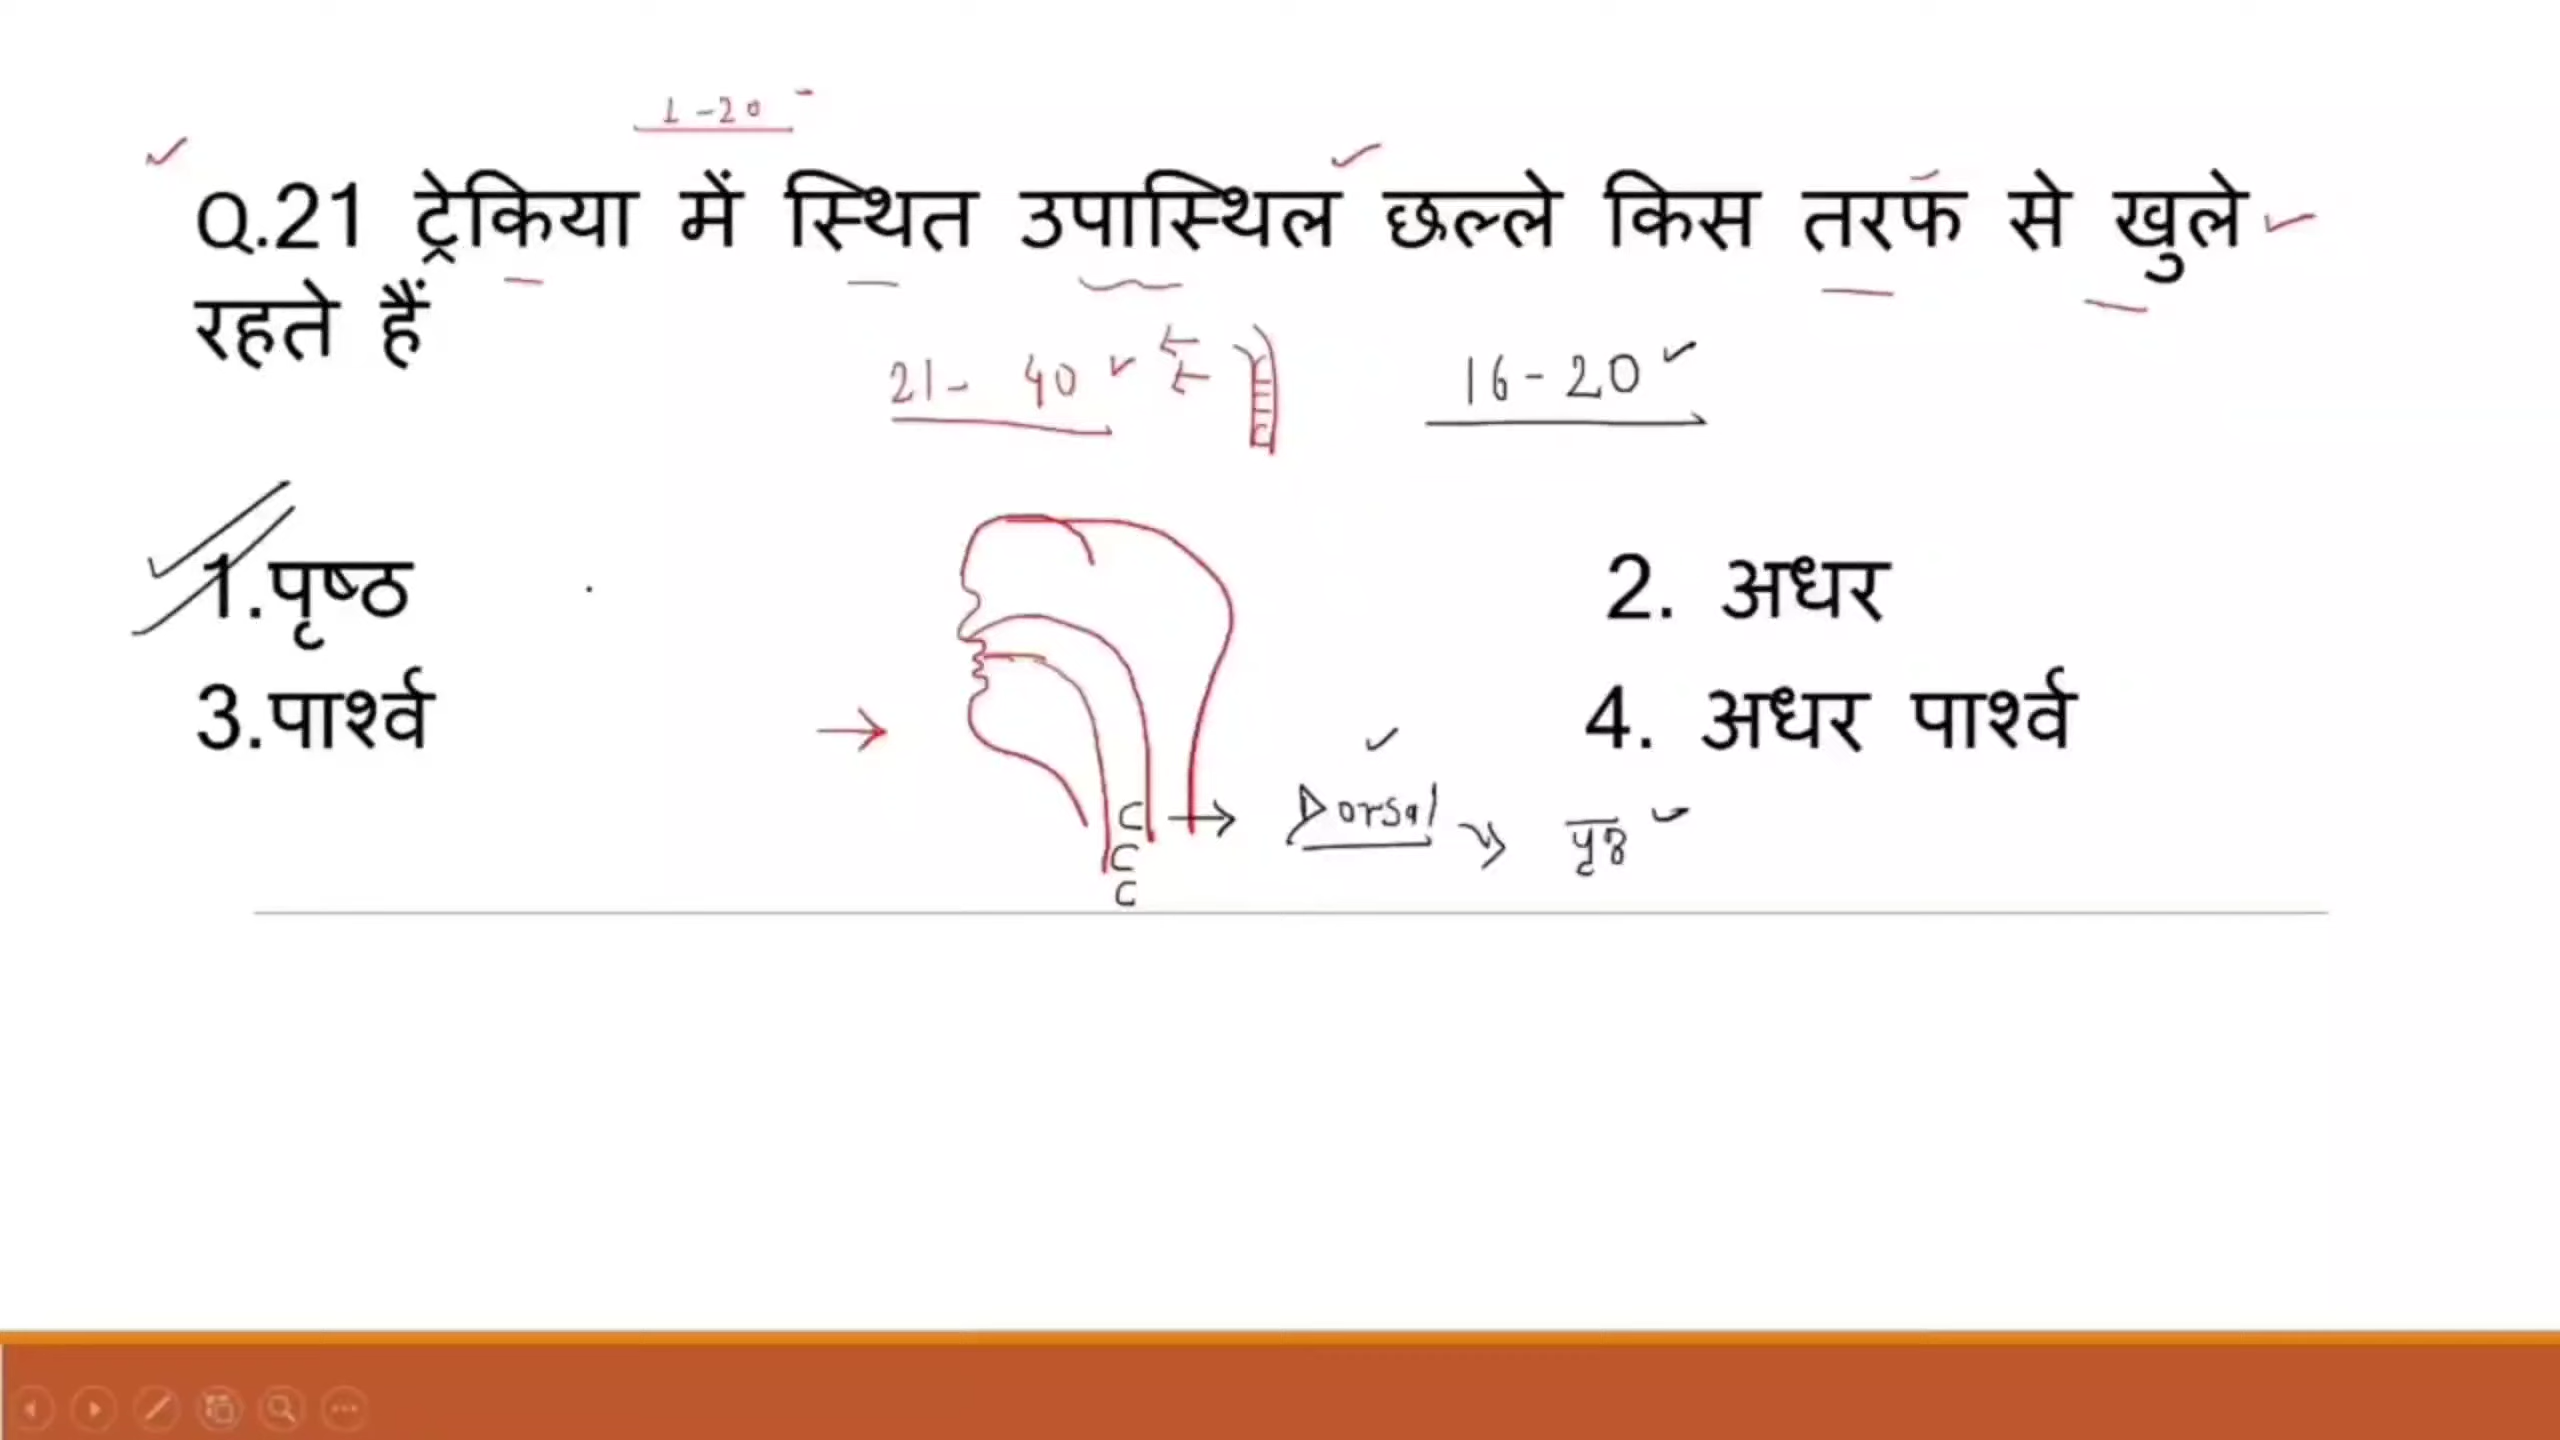 1-20
Q.21 ट्रेकिया में स्थित उपास्थिल छल्ले किस तरफ से खुले
रहते हैं
21- 40
16-20
1.पृष्ठ
2. अधर
3.पार्श्व
4. अधर पार्श्व
C
Dorsal
C
C